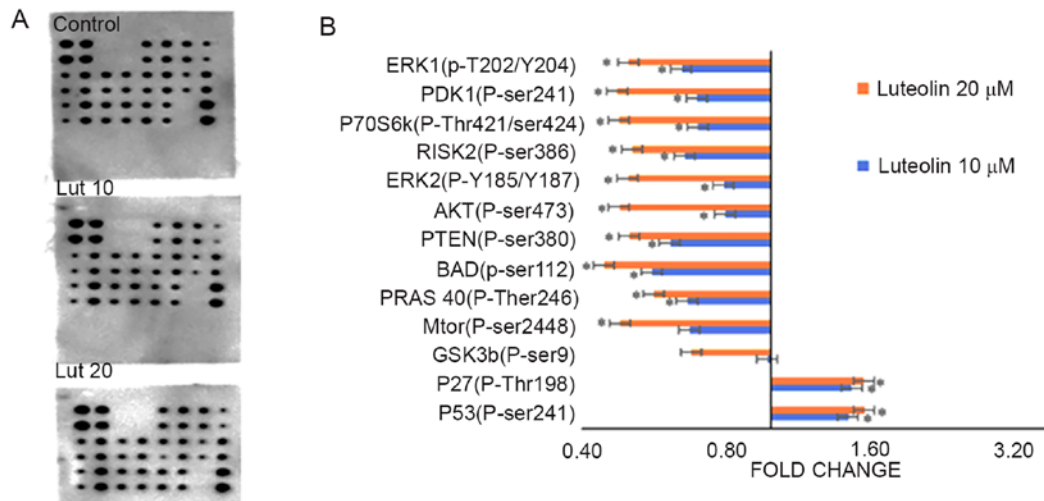 A
Control
Lut 10
Lut 20
B
ERK1(p-T202/Y204)
PDK1(P-ser241)
P70S6k(P-Thr421/ser424)
RISK2(P-ser386)
ERK2(P-Y185/Y187)
AKT(P-ser473)
PTEN(P-ser380)
BAD(p-ser112)
PRAS 40(P-Ther246)
Mtor(P-ser2448)
GSK3b(P-ser9)
P27(P-Thr198)
P53(P-ser241)
Luteolin 20 μM
Luteolin 10 μM
0.40 0.80 1.60 3.20
FOLD CHANGE